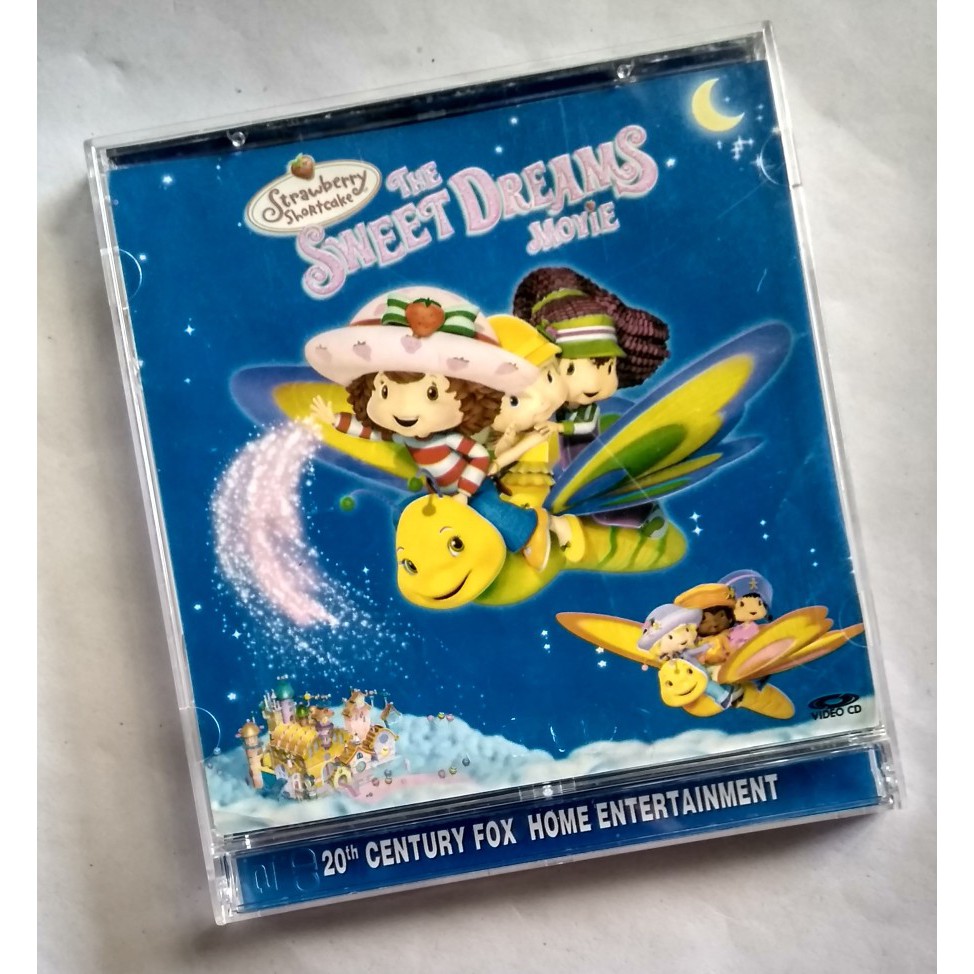 Strawberry
Shortcake
THE
SWEET DREAMS
MOVIE
VIDEO CD
20th CENTURY FOX HOME ENTERTAINMENT